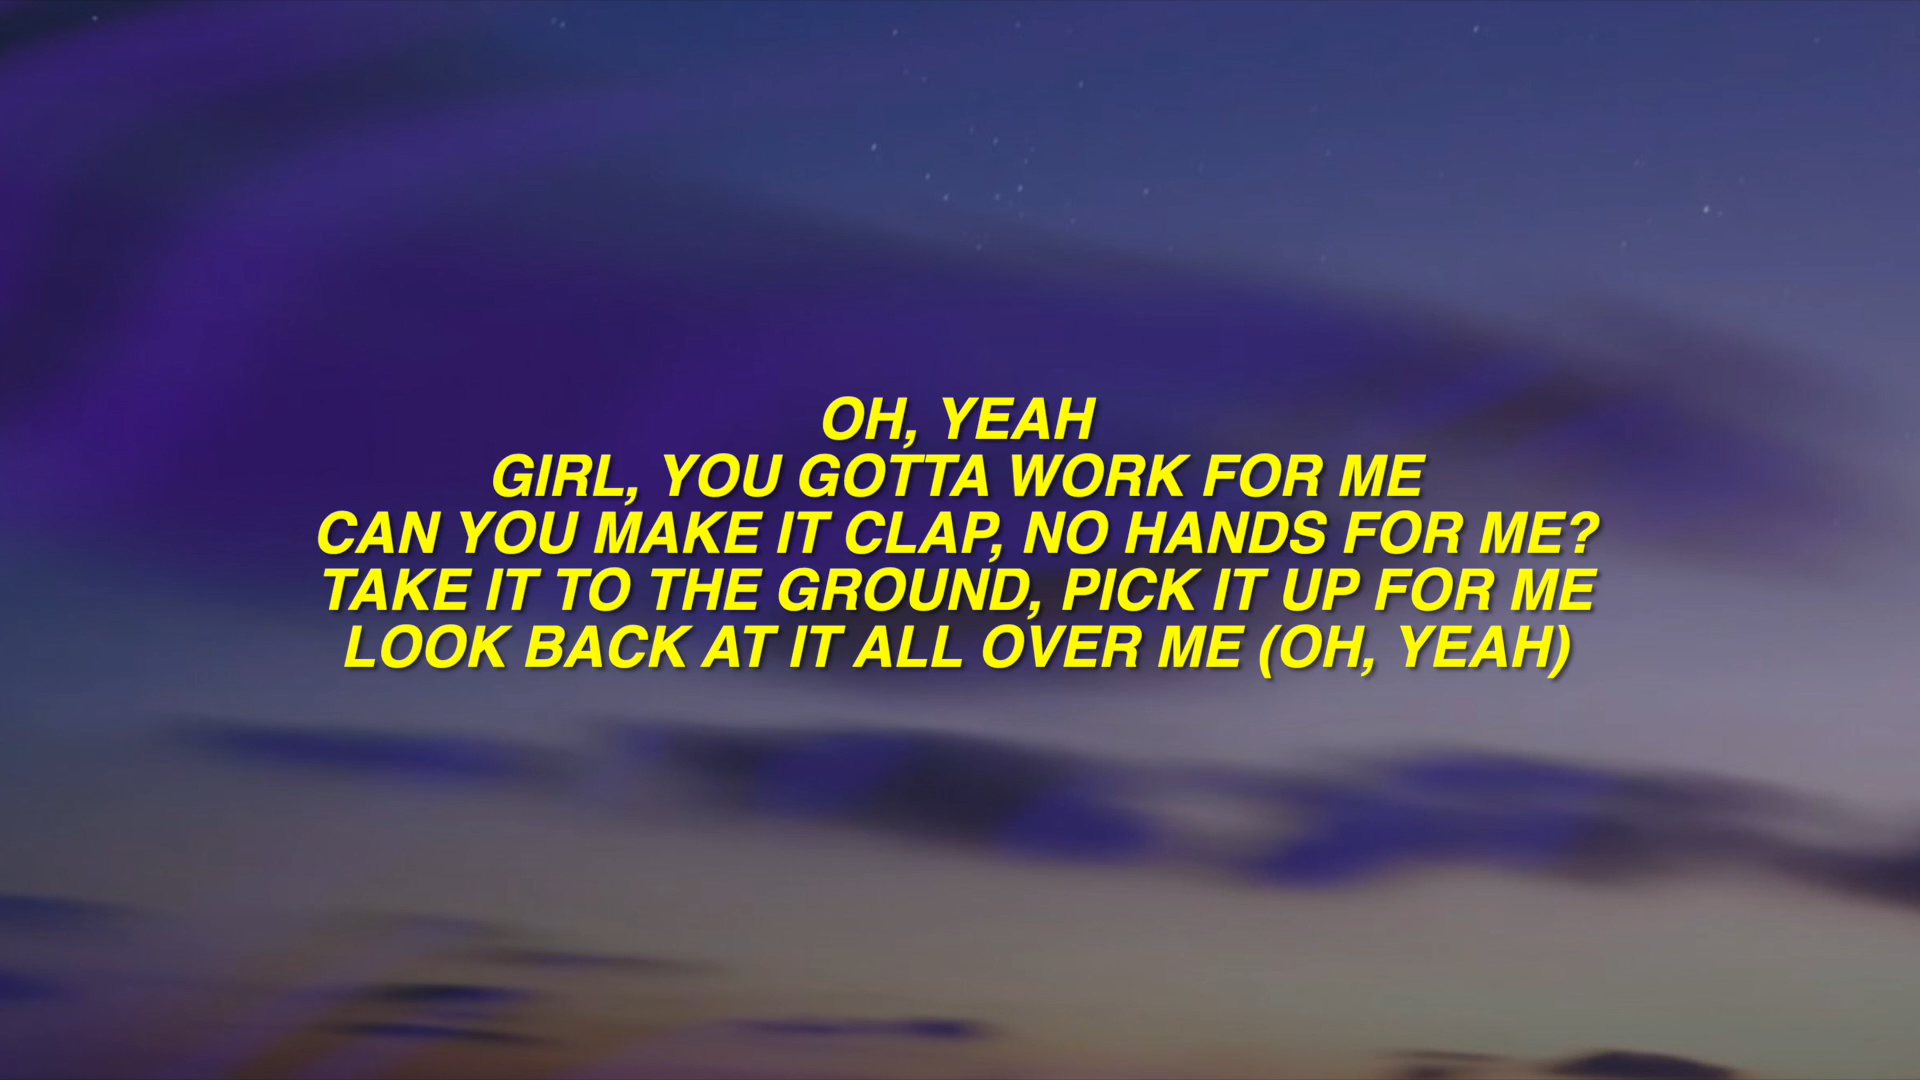 OH, YEAH
GIRL, YOU GOTTA WORK FOR ME
CAN YOU MAKE IT CLAP, NO HANDS FOR ME?
TAKE IT TO THE GROUND, PICK IT UP FOR ME
LOOK BACK AT IT ALL OVER ME (OH, YEAH)